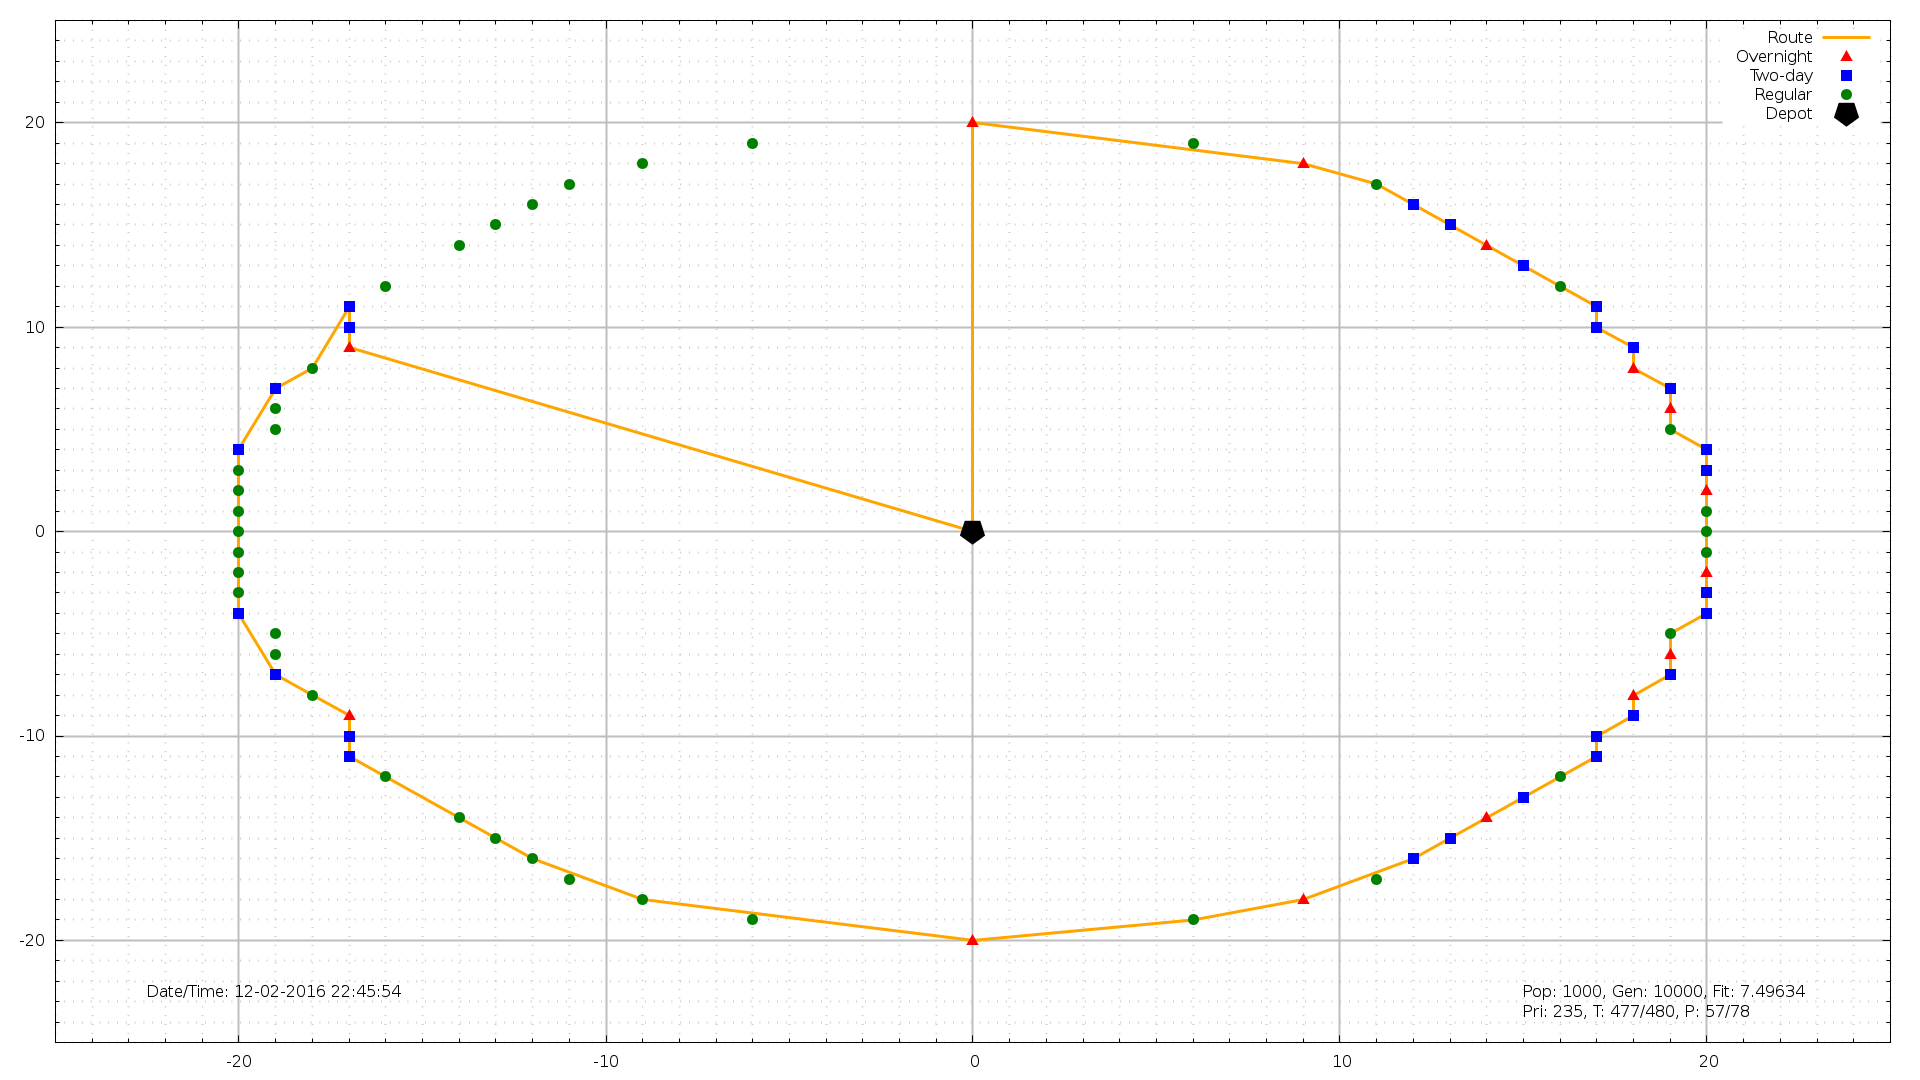 Route
Overnight
Two-day
Regular
Depot
20
10
0
-10
-20
Date/Time: 12-02-2016 22:45:54
Pop: 1000, Gen: 10000, Fit: 7.49634
Pri: 235, T: 477/480, P: 57/78
-20 -10 0 10 20